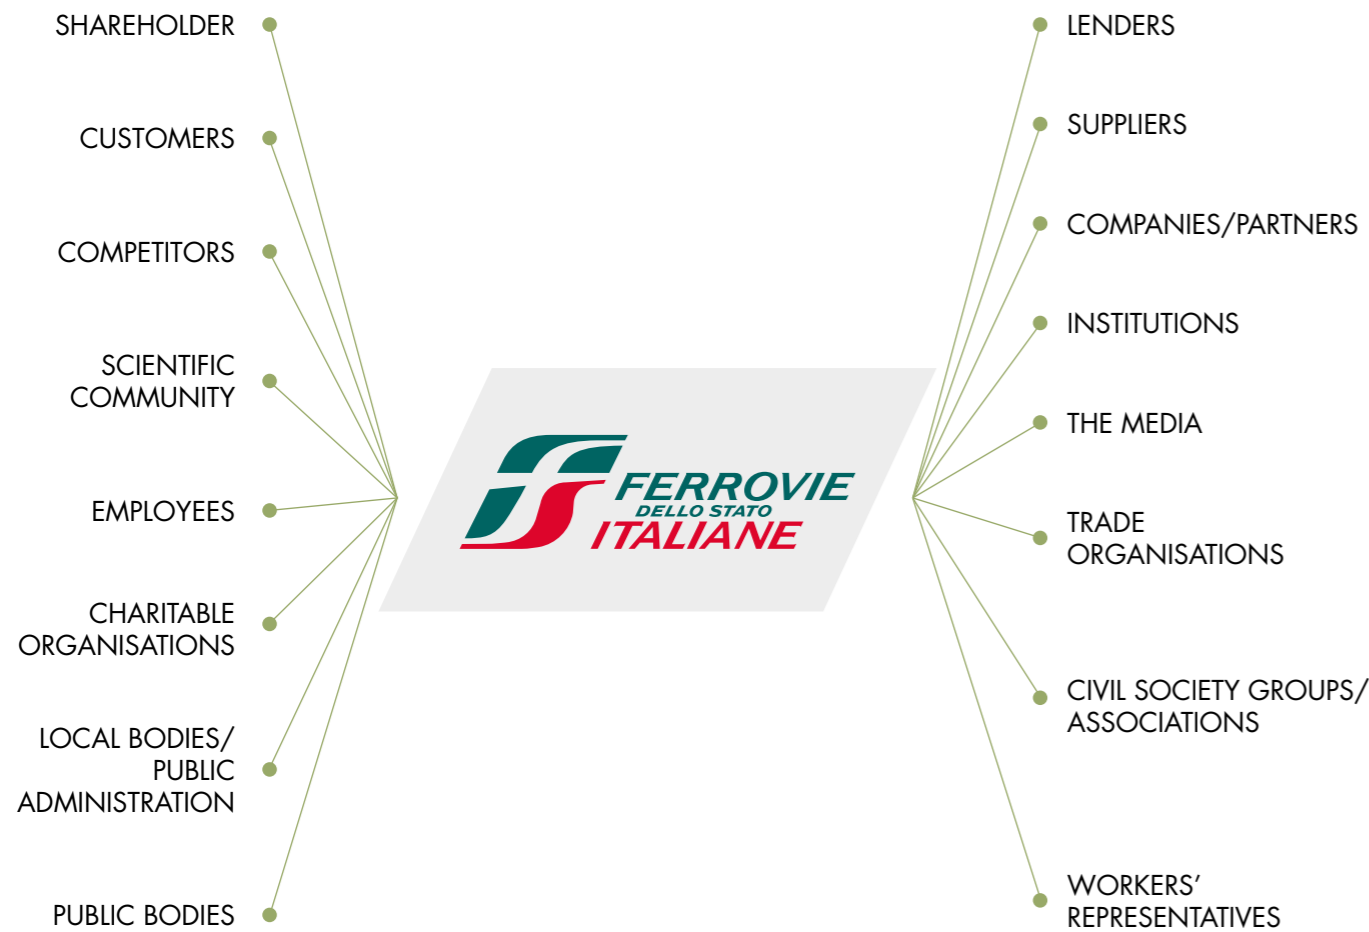 SHAREHOLDER
CUSTOMERS
COMPETITORS
SCIENTIFIC
COMMUNITY
EMPLOYEES
CHARITABLE
ORGANISATIONS
LOCAL BODIES/
PUBLIC
ADMINISTRATION
PUBLIC BODIES
FERROVIE
DELLO STATO
ITALIANE
LENDERS
SUPPLIERS
COMPANIES/PARTNERS
INSTITUTIONS
THE MEDIA
TRADE
ORGANISATIONS
CIVIL SOCIETY GROUPS/
ASSOCIATIONS
WORKERS’
REPRESENTATIVES